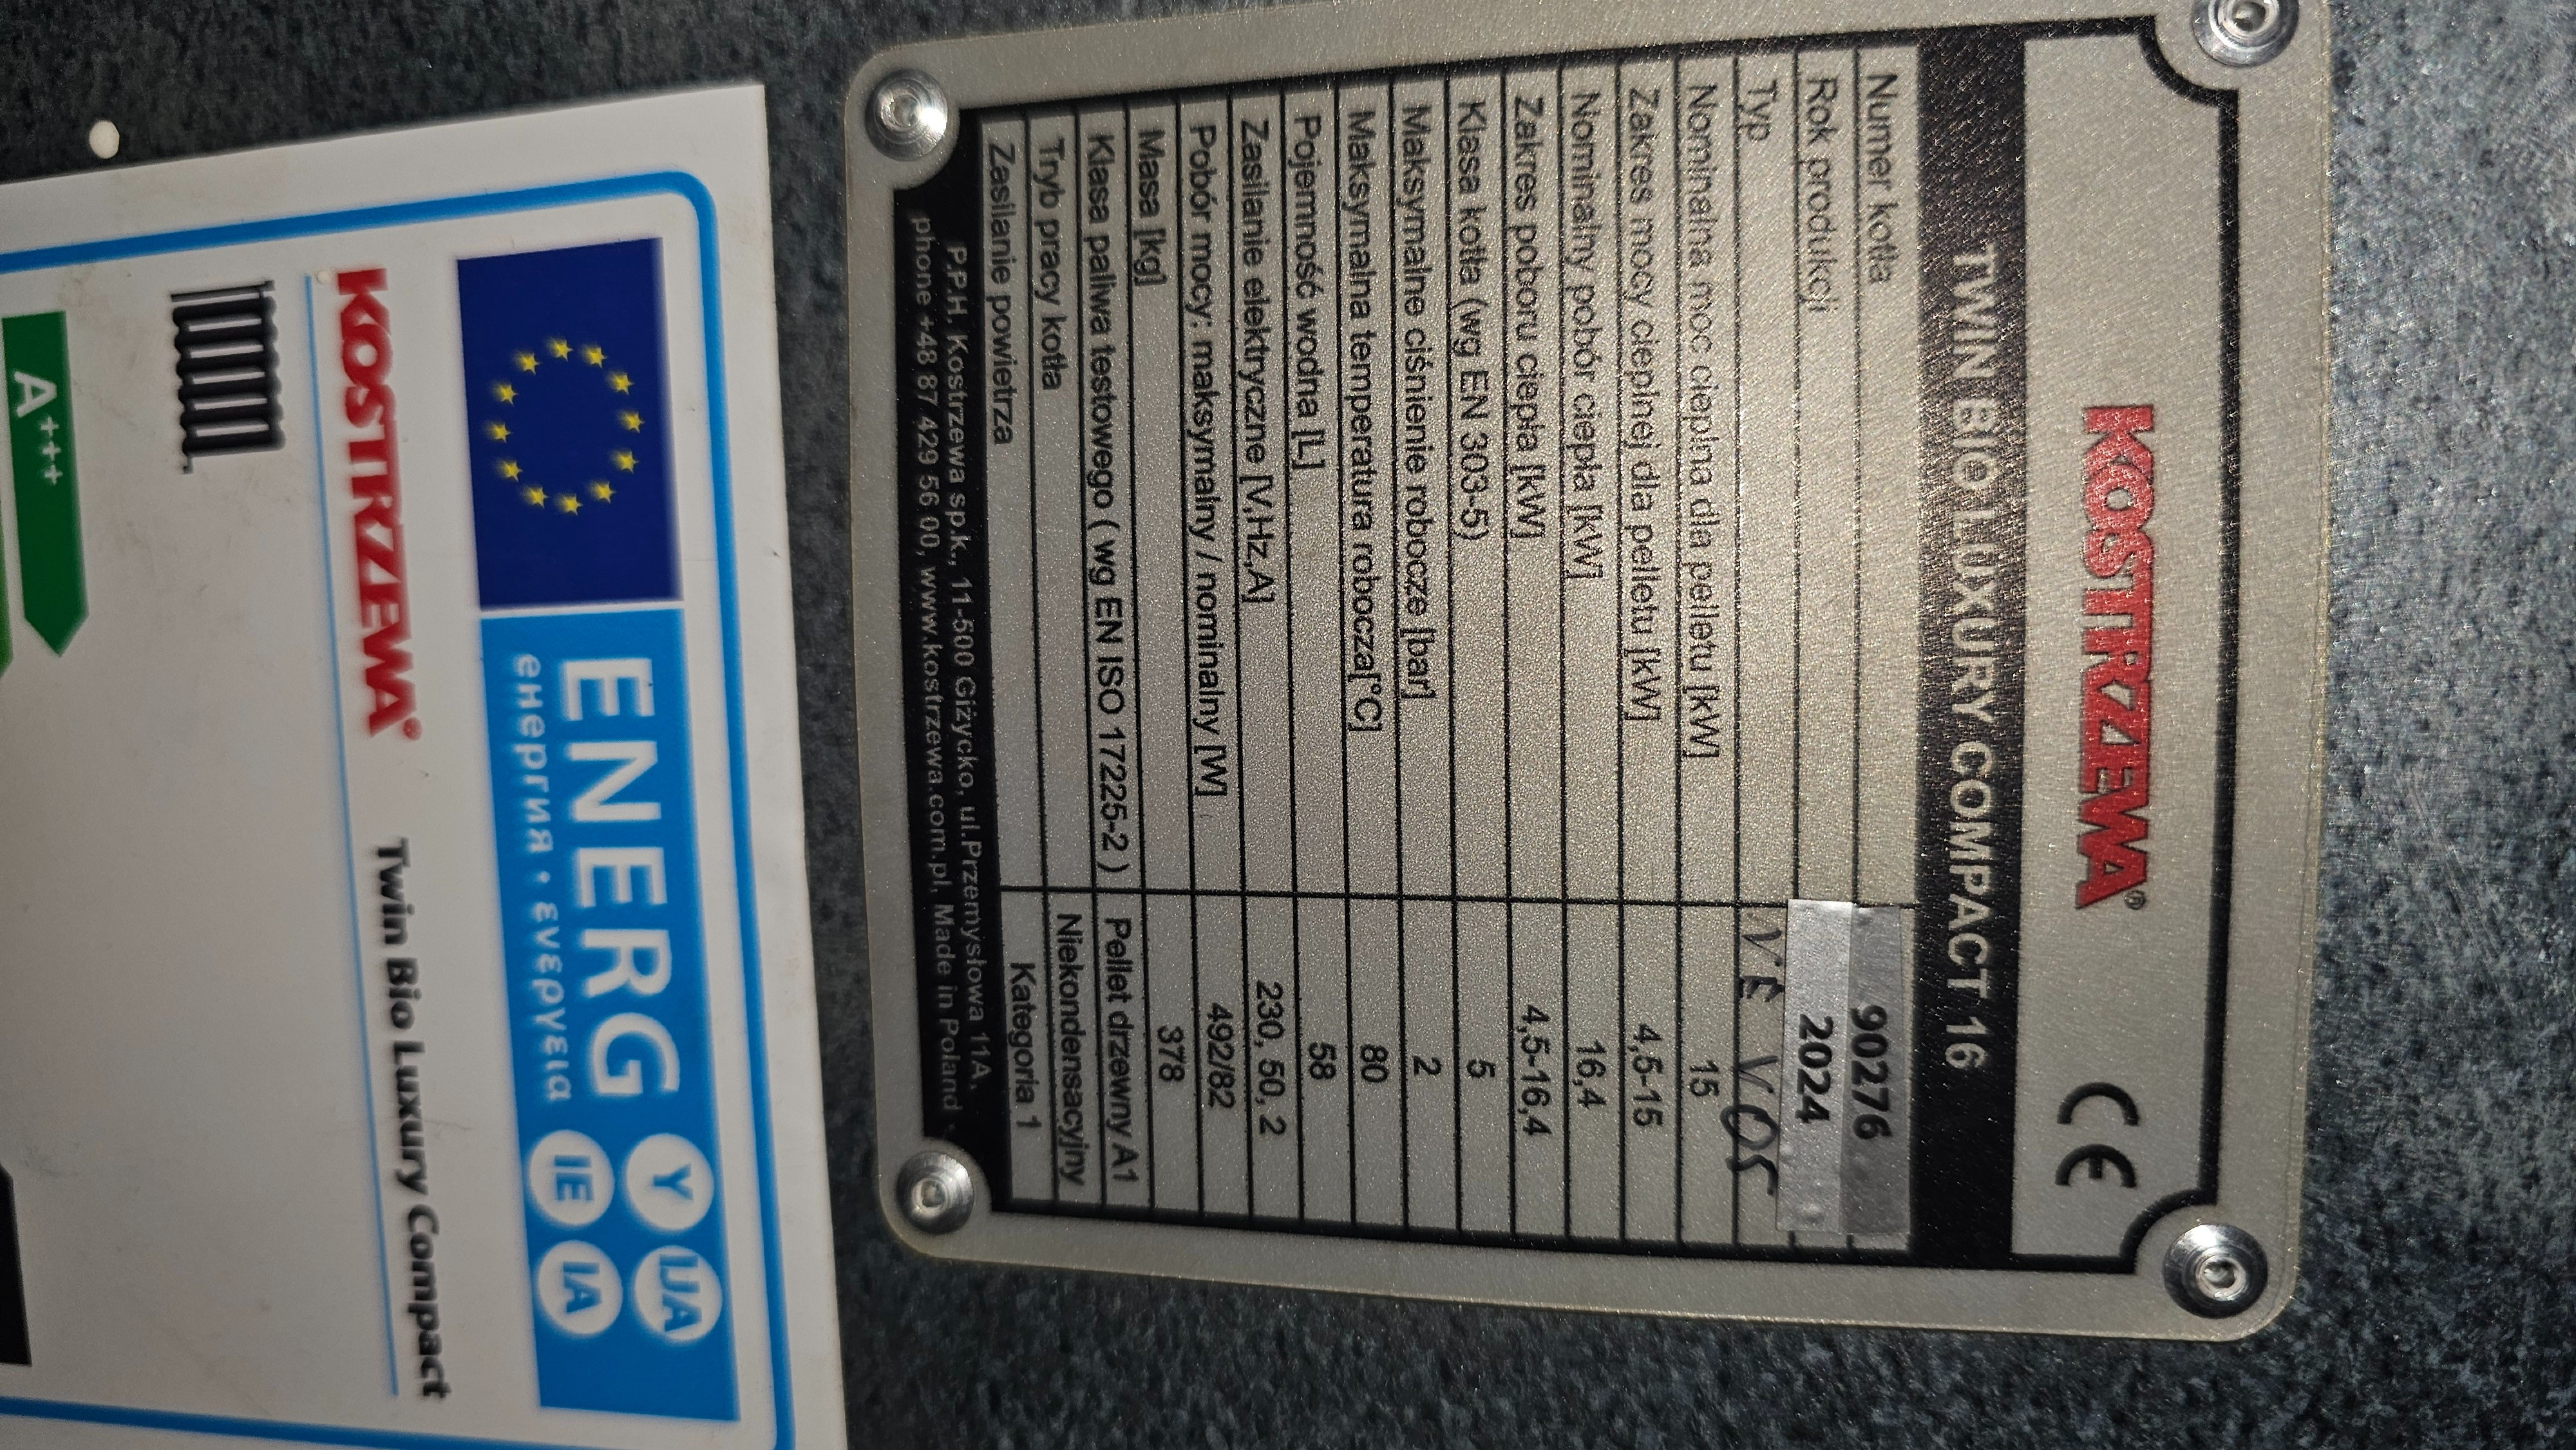 KOSTRZEWA®
CE
TWIN BIO LUXURY COMPACT 16
Numer kotła 90276
Rok produkcji 2024
Typ
Nominalna moc cieplna dla pelletu [kW] 15
Zakres mocy cieplnej dla pelletu [kW] 4,5-15
Nominalny pobór ciepła [kW] 16,4
Zakres poboru ciepła [kW] 4,5-16,4
Klasa kotła (wg EN 303-5) 5
Maksymalne ciśnienie robocze [bar] 2
Maksymalna temperatura robocza[°C] 80
Pojemność wodna [L] 58
Zasilanie elektryczne [V,Hz,A] 230, 50, 2
Pobór mocy: maksymalny / nominalny [W] 492/82
Masa [kg] 378
Klasa paliwa testowego ( wg EN ISO 17225-2 ) Pellet drzewny A1
Tryb pracy kotła Niekondensacyjny
Zasilanie powietrza Kategoria 1
P.P.H. Kostrzewa sp.k., 11-500 Giżycko, ul.Przemysłowa 11A,
phone +48 87 429 56 00, www.kostrzewa.com.pl, Made in Poland
ENERG Y IJA
енергия · ενεργεια IE IA
KOSTRZEWA® Twin Bio Luxury Compact
A+++